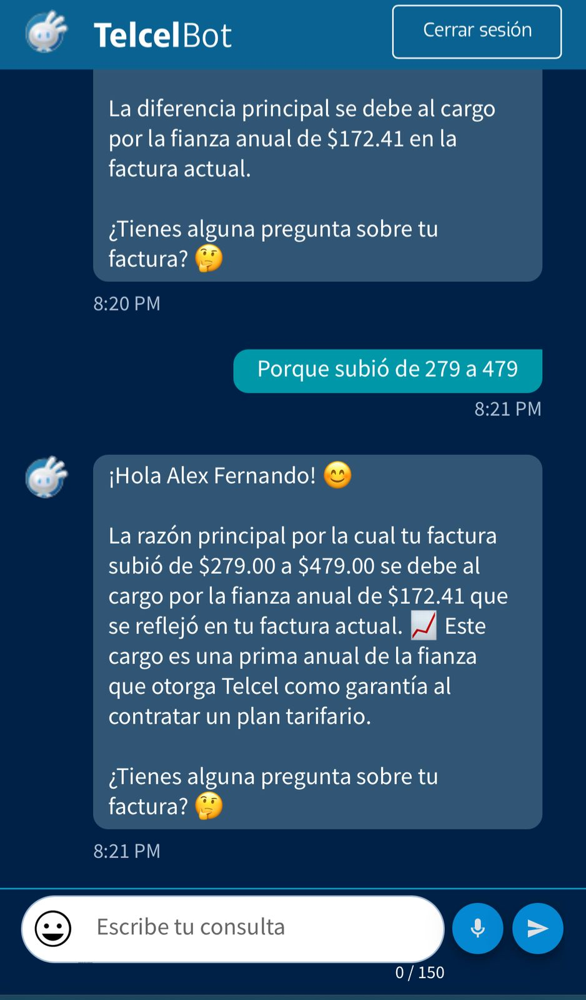 TelcelBot
Cerrar sesión
La diferencia principal se debe al cargo
por la fianza anual de $172.41 en la
factura actual.
¿Tienes alguna pregunta sobre tu
factura? 🤔
8:20 PM
Porque subió de 279 a 479
8:21 PM
¡Hola Alex Fernando! 😊
La razón principal por la cual tu factura
subió de $279.00 a $479.00 se debe al
cargo por la fianza anual de $172.41 que
se reflejó en tu factura actual. 📈 Este
cargo es una prima anual de la fianza
que otorga Telcel como garantía al
contratar un plan tarifario.
¿Tienes alguna pregunta sobre tu
factura? 🤔
8:21 PM
Escribe tu consulta
0 / 150